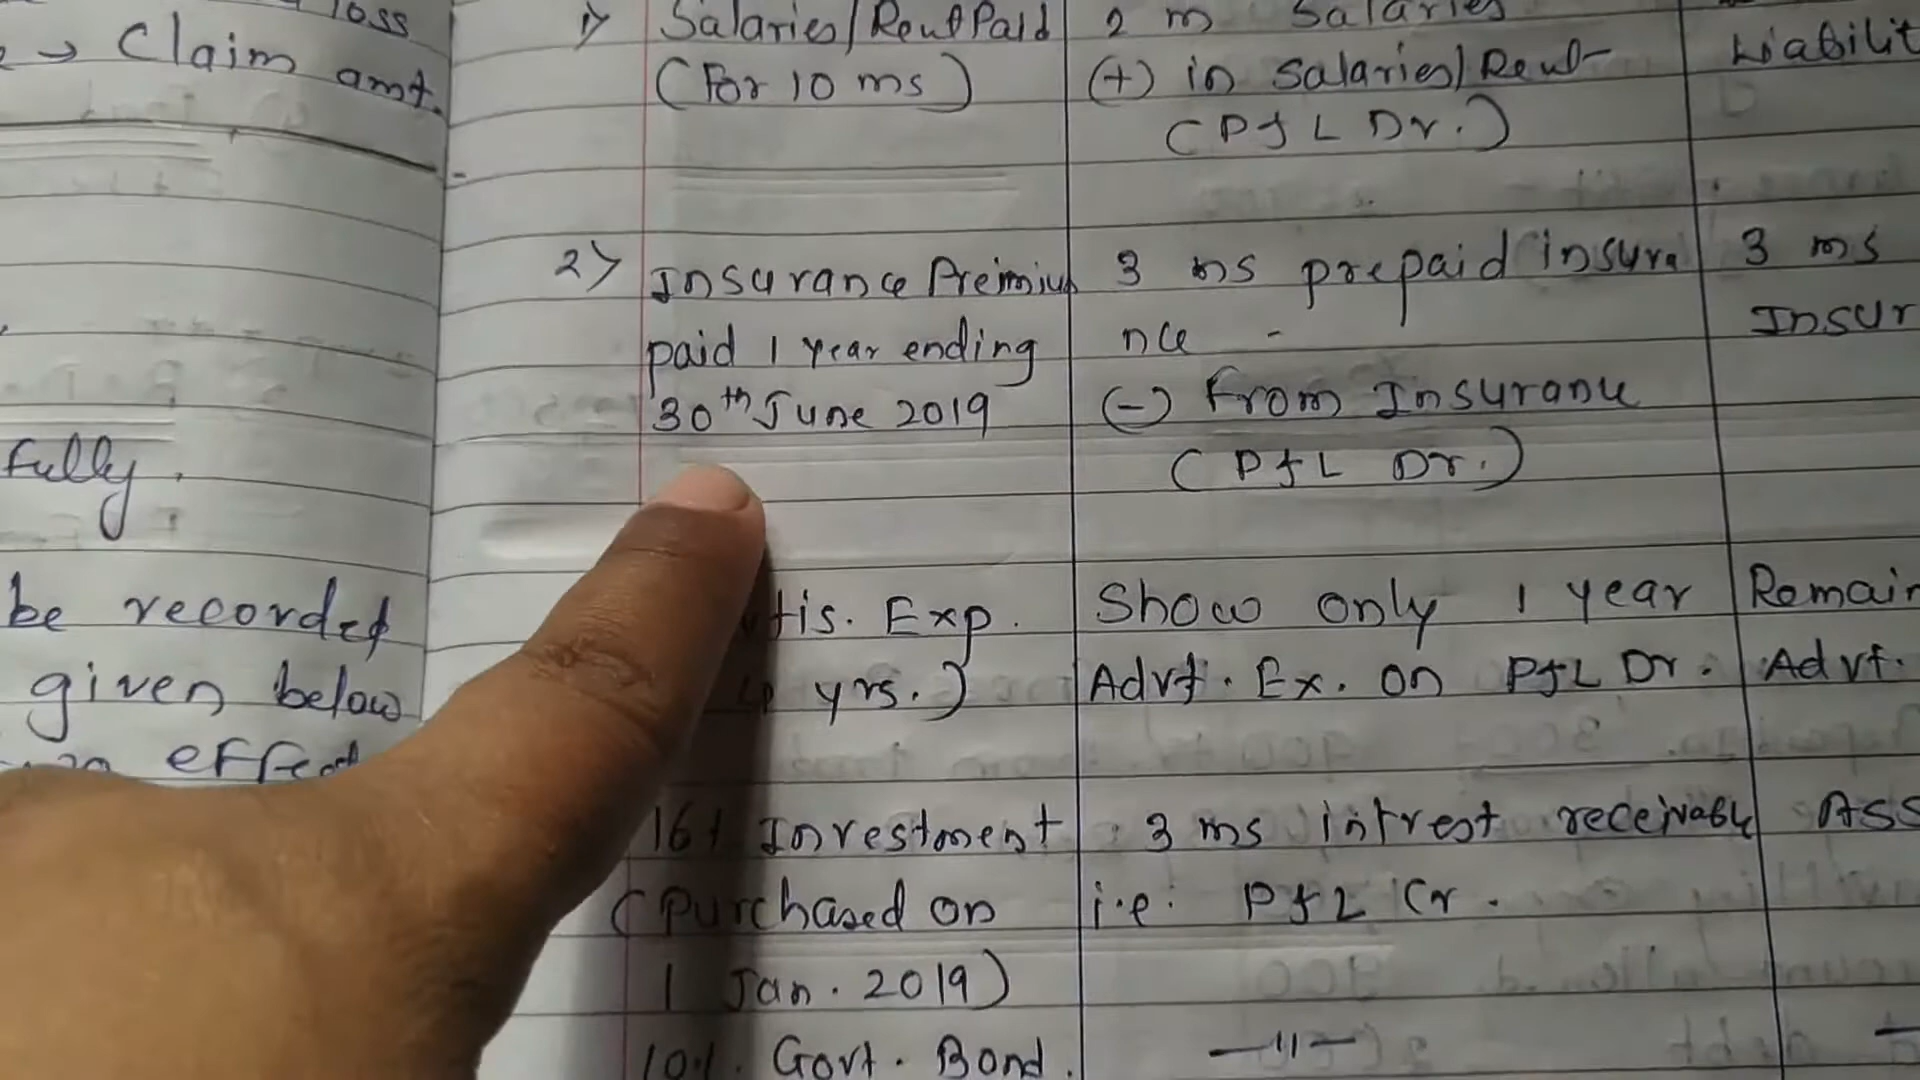 loss
→ Claim amt.
fully.
be recorded
given below
effect
1) Salaries/Rent Paid
(For 10 ms)
2 m Salaries
(+) in Salaries/Rent
(P&L Dr.)
Liabilit
2) Insurance Premium
paid 1 year ending
30th June 2019
3 ms prepaid insura
nce -
(-) From Insurance
(P&L Dr.)
3 ms
Insur
tis. Exp.
yrs.)
Show only 1 year
Advt. Ex. on P&L Dr.
Remain
Advt.
16% Investment
(Purchased on
1 Jan. 2019)
3 ms intrest receivable
i.e. P&L Cr.
Ass
10%. Govt. Bond.
—11—